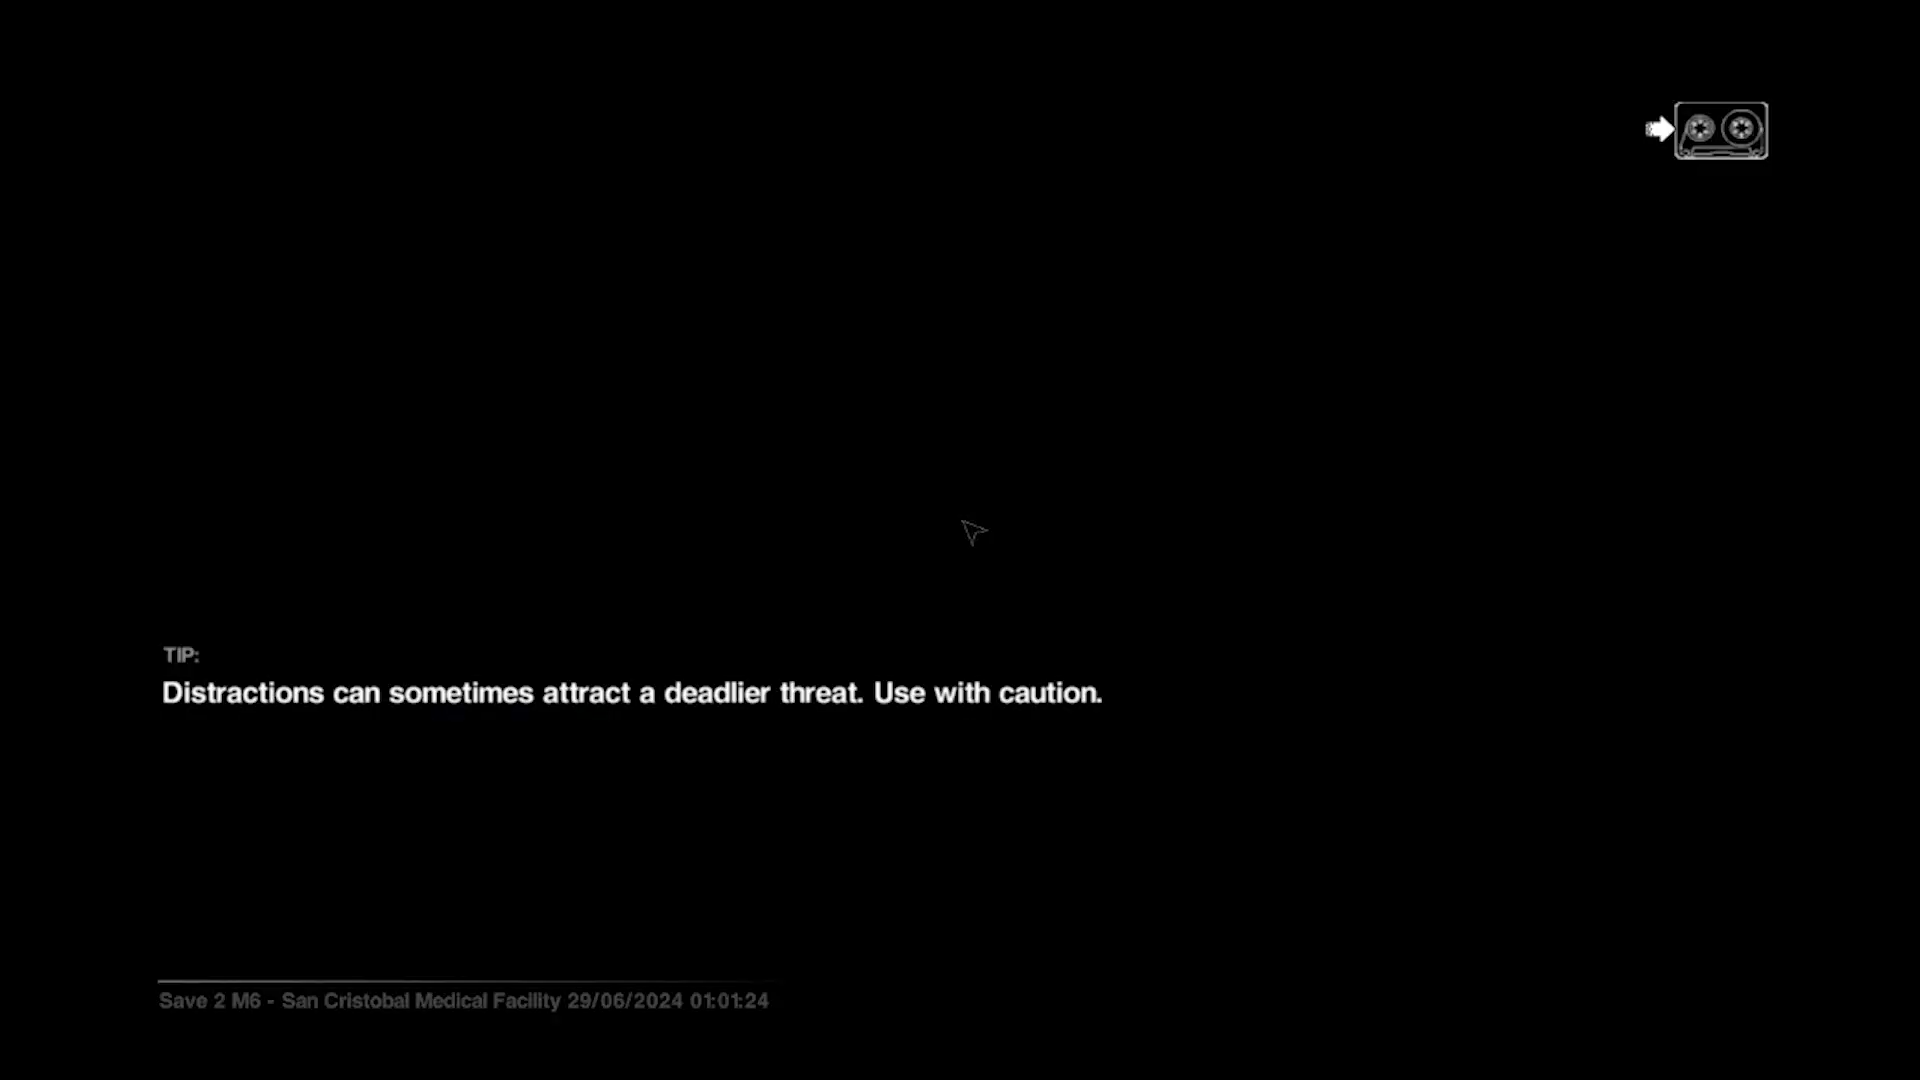 TIP:
Distractions can sometimes attract a deadlier threat. Use with caution.
Save 2 M6 - San Cristobal Medical Facility 29/06/2024 01:01:24